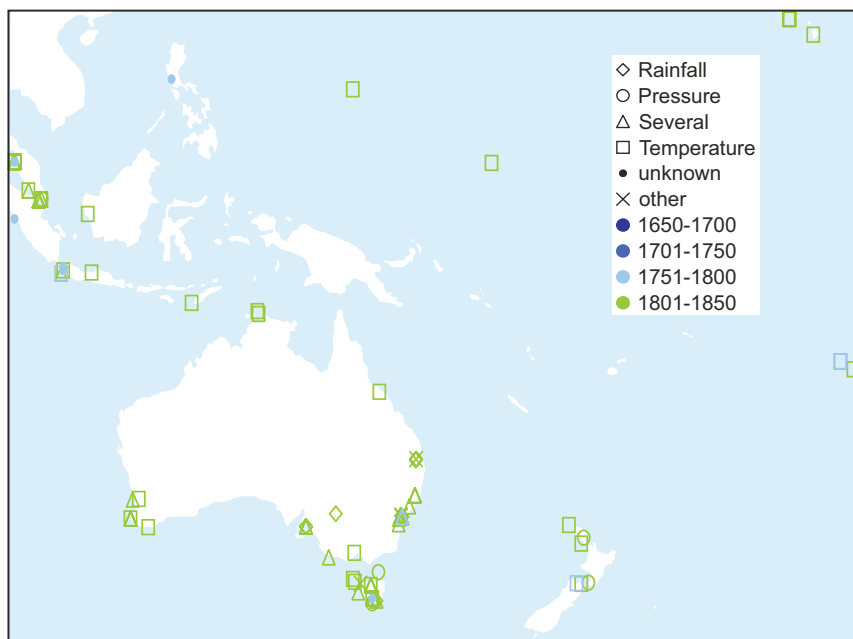 Rainfall
Pressure
Several
Temperature
unknown
other
1650-1700
1701-1750
1751-1800
1801-1850